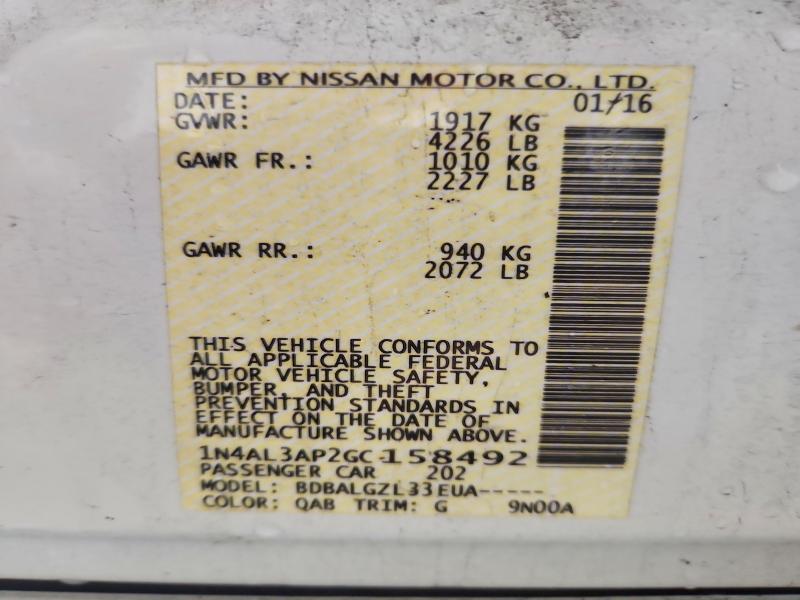 MFD BY NISSAN MOTOR CO., LTD.
DATE: 01/16
GVWR: 1917 KG
4226 LB
GAWR FR.: 1010 KG
2227 LB
GAWR RR.: 940 KG
2072 LB
THIS VEHICLE CONFORMS TO
ALL APPLICABLE FEDERAL
MOTOR VEHICLE SAFETY,
BUMPER, AND THEFT
PREVENTION STANDARDS IN
EFFECT ON THE DATE OF
MANUFACTURE SHOWN ABOVE.
1N4AL3AP2GC158492
PASSENGER CAR 202
MODEL: BDBALGZL33EUA-----
COLOR: QAB TRIM: G 9N00A